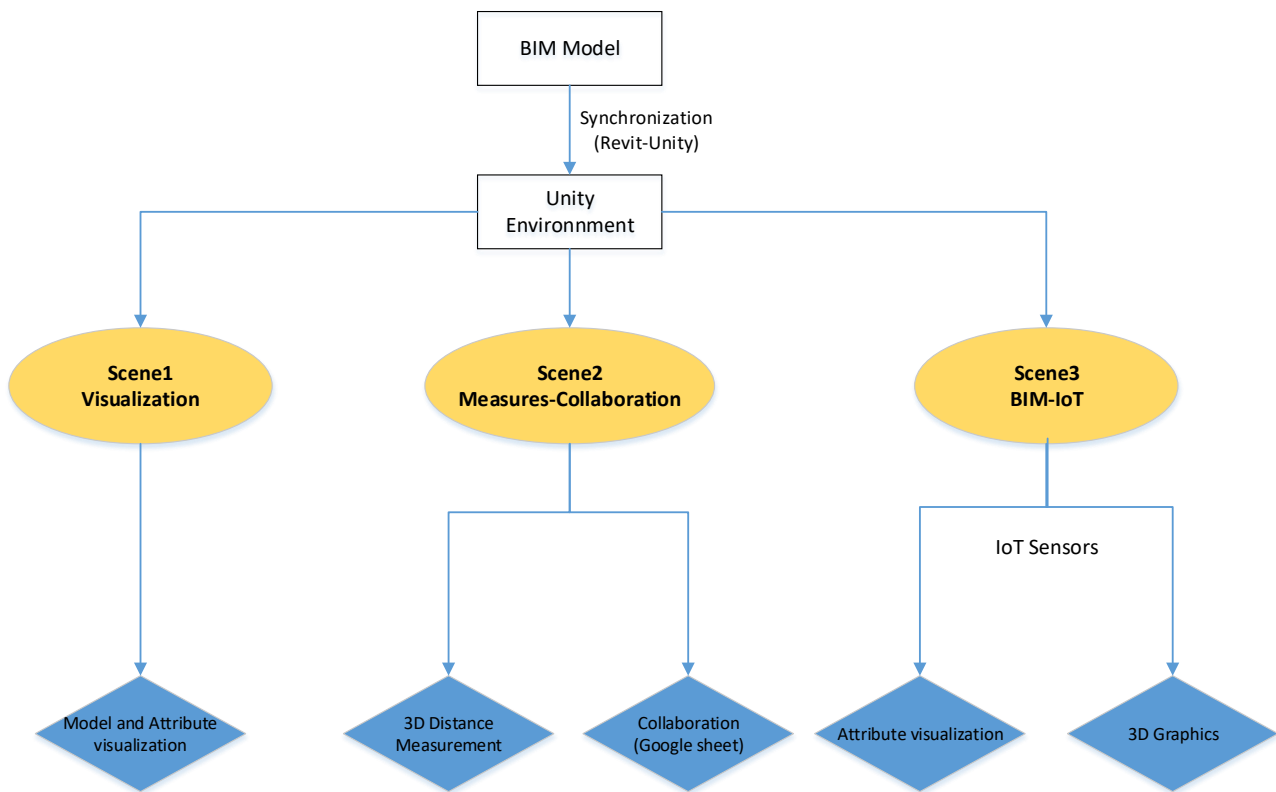 BIM Model
Synchronization
(Revit-Unity)
Unity
Environnment
Scene1
Visualization
Scene2
Measures-Collaboration
Scene3
BIM-IoT
IoT Sensors
Model and Attribute
visualization
3D Distance
Measurement
Collaboration
(Google sheet)
Attribute visualization
3D Graphics